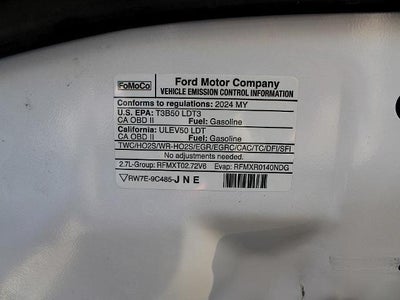 FoMoCo
Ford Motor Company
VEHICLE EMISSION CONTROL INFORMATION
Conforms to regulations: 2024 MY
U.S. EPA: T3B50 LDT3
CA OBD II Fuel: Gasoline
California: ULEV50 LDT
CA OBD II Fuel: Gasoline
TWC/HO2S/WR-HO2S/EGR/EGRC/CAC/TC/DFI/SFI
No adjustments needed.
2.7L-Group: RFMXT02.72V6 Evap: RFMXR0140NDG
RW7E-9C485-JNE